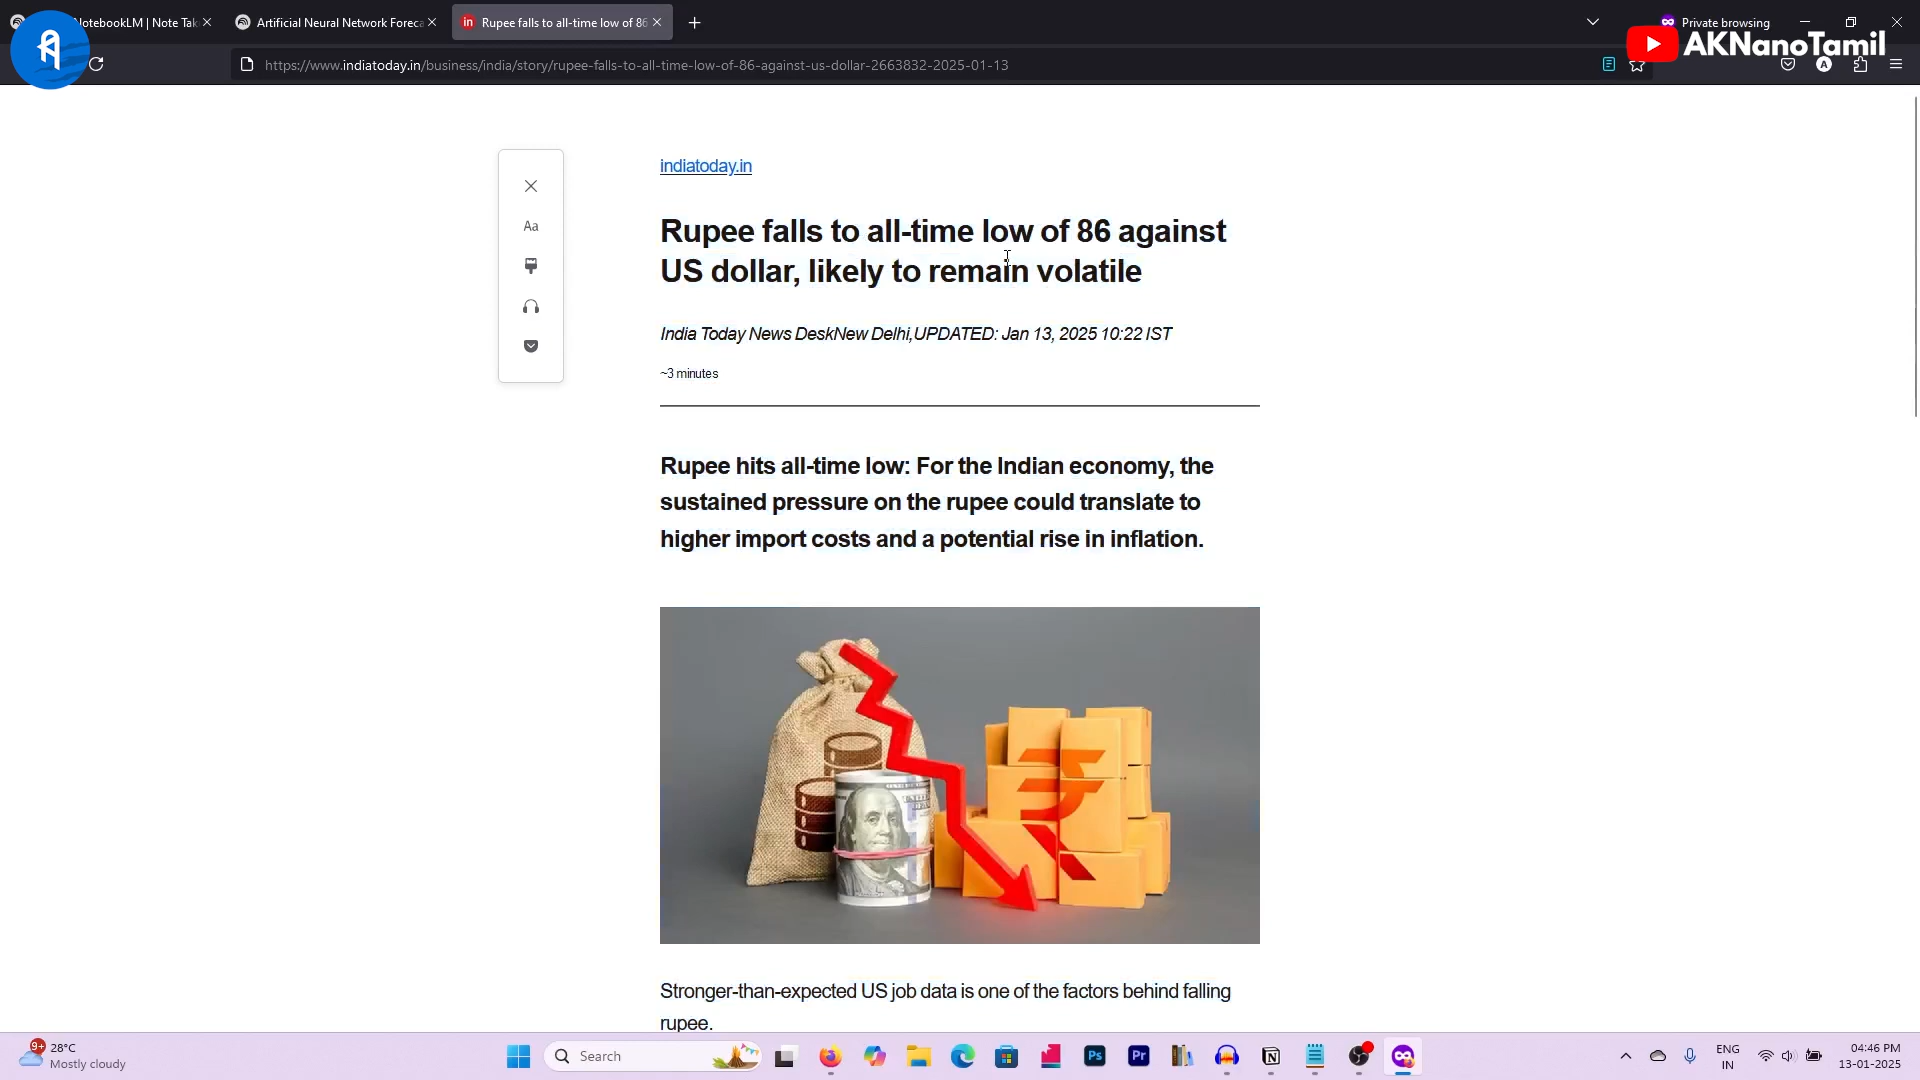 NotebookLM | Note Tak
Artificial Neural Network Foreca
in
Rupee falls to all-time low of 86
Private browsing
AKNanoTamil
https://www.indiatoday.in/business/india/story/rupee-falls-to-all-time-low-of-86-against-us-dollar-2663832-2025-01-13
A
indiatoday.in
Rupee falls to all-time low of 86 against
US dollar, likely to remain volatile
Aa
India Today News DeskNew Delhi,UPDATED: Jan 13, 2025 10:22 IST
~3 minutes
Rupee hits all-time low: For the Indian economy, the
sustained pressure on the rupee could translate to
higher import costs and a potential rise in inflation.
Stronger-than-expected US job data is one of the factors behind falling
rupee.
9+
28°C
Mostly cloudy
Search
Ps
Pr
ENG
IN
04:46 PM
13-01-2025